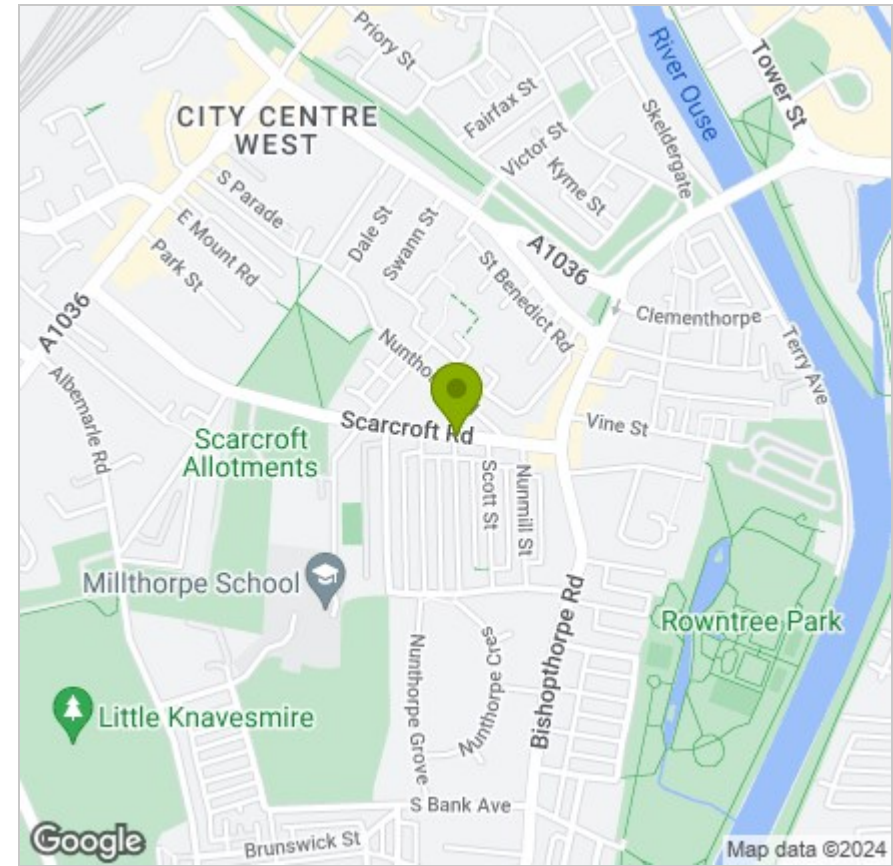 Priory St
River Ouse
Tower St
CITY CENTRE
WEST
Fairfax St
Skeldergate
Victor St
Kyme St
S Parade
Dale St
Swann St
E Mount Rd
Park St
A1036
St Benedict Rd
A1036
Clementhorpe
Terry Ave
Albemarle Rd
Nuntho
Scarcroft Rd
Vine St
Scarcroft
Allotments
Scott St
Nunmill St
Millthorpe School
Rowntree Park
Nunthorpe Grove
Nunthorpe Cres
Bishopthorpe Rd
Little Knavesmire
S Bank Ave
Brunswick St
Google
Map data ©2024